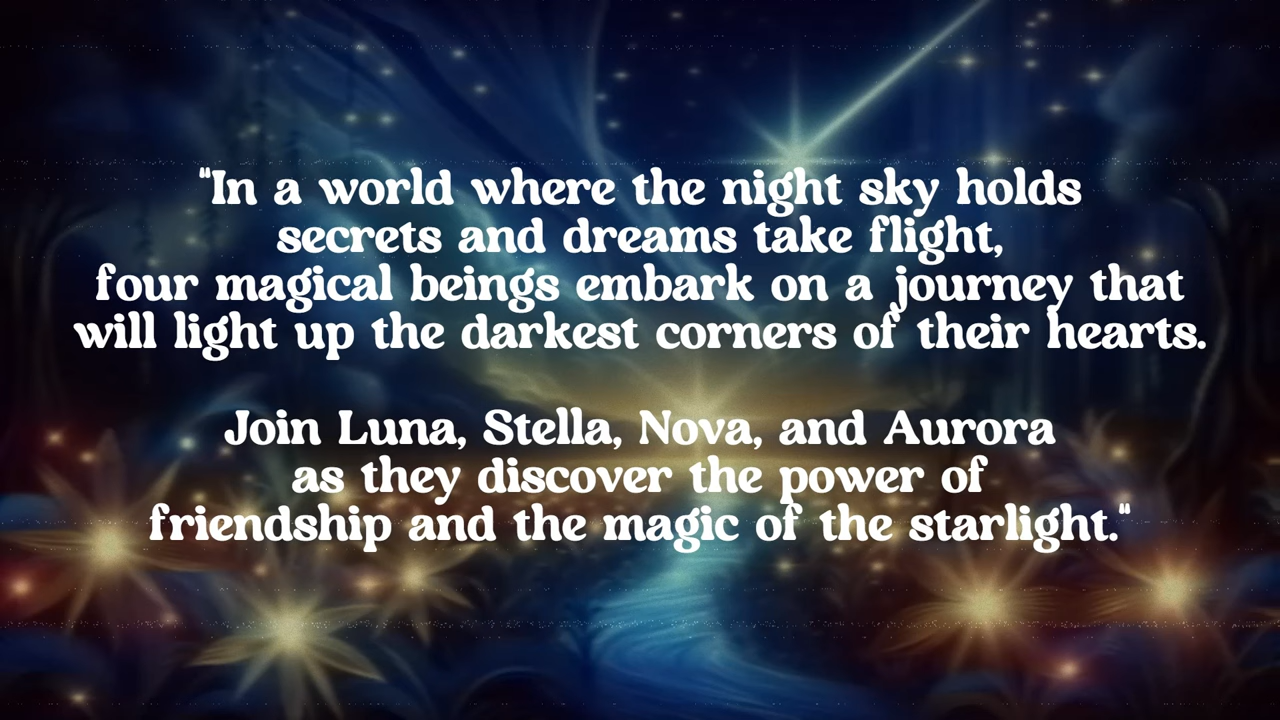 "In a world where the night sky holds
secrets and dreams take flight,
four magical beings embark on a journey that
will light up the darkest corners of their hearts.
Join Luna, Stella, Nova, and Aurora
as they discover the power of
friendship and the magic of the starlight."